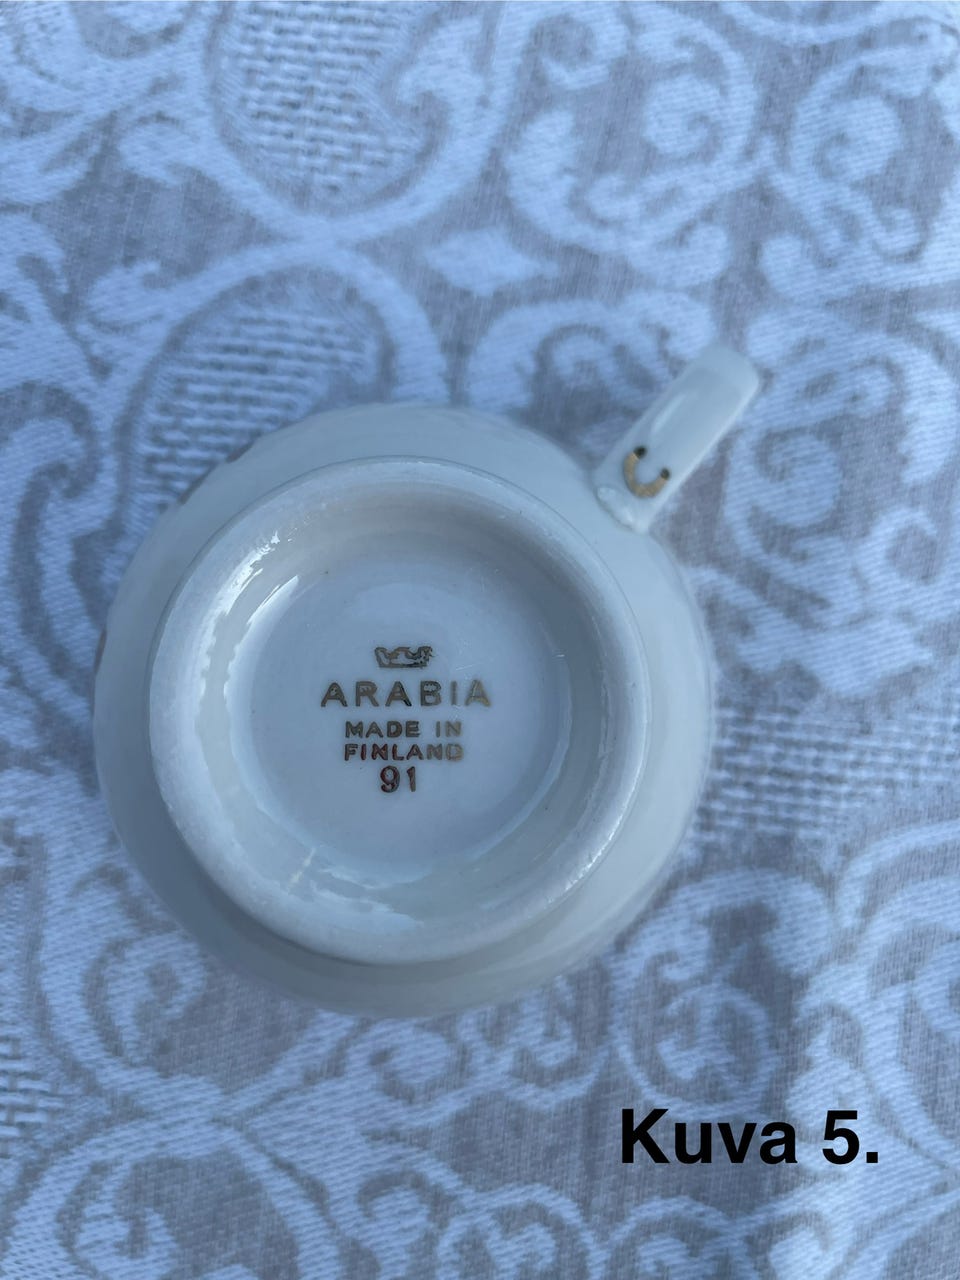 ARABIA
MADE IN
FINLAND
91
Kuva 5.